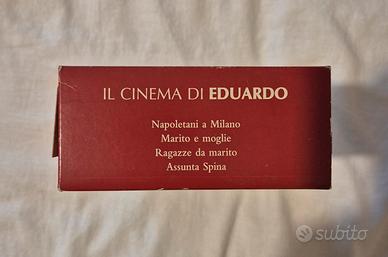 IL CINEMA DI EDUARDO
Napoletani a Milano
Marito e moglie
Ragazze da marito
Assunta Spina
subito